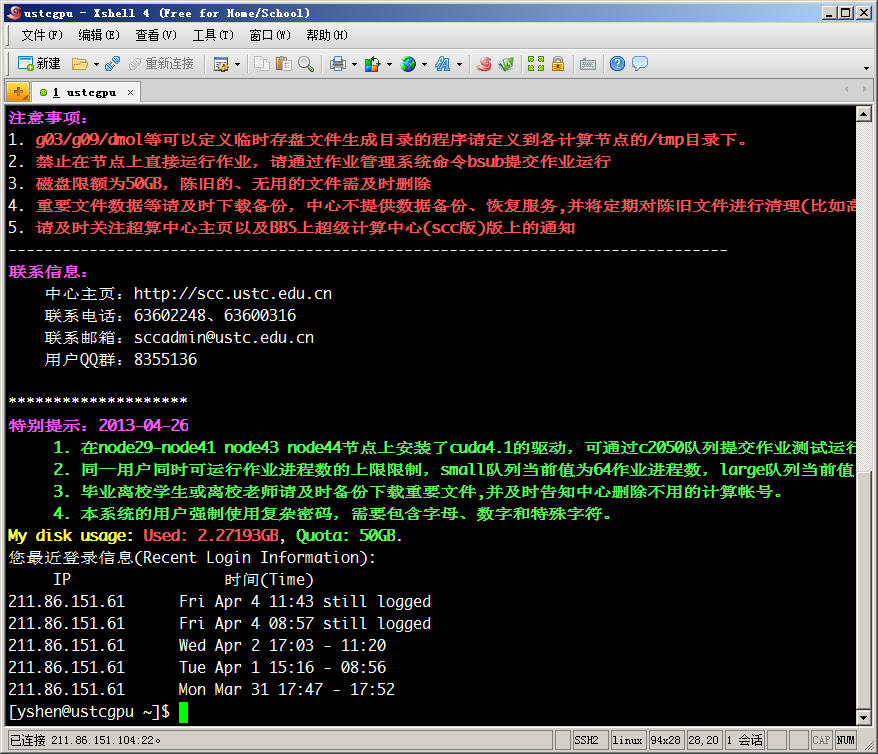 ustcgpu - Xshell 4 (Free for Home/School)
文件(F) 编辑(E) 查看(V) 工具(T) 窗口(W) 帮助(H)
新建 重新连接
1 ustcgpu ×
注意事项:
1. g03/g09/dmol等可以定义临时存盘文件生成目录的程序请定义到各计算节点的/tmp目录下。
2. 禁止在节点上直接运行作业，请通过作业管理系统命令bsub提交作业运行
3. 磁盘限额为50GB，陈旧的、无用的文件需及时删除
4. 重要文件数据等请及时下载备份，中心不提供数据备份、恢复服务,并将定期对陈旧文件进行清理(比如高
5. 请及时关注超算中心主页以及BBS上超级计算中心(scc版)版上的通知
--------------------------------------------------------------------------------
联系信息:
中心主页: http://scc.ustc.edu.cn
联系电话: 63602248、63600316
联系邮箱: sccadmin@ustc.edu.cn
用户QQ群: 8355136
********************
特别提示: 2013-04-26
1. 在node29-node41 node43 node44节点上安装了cuda4.1的驱动，可通过c2050队列提交作业测试运行
2. 同一用户同时可运行作业进程数的上限限制，small队列当前值为64作业进程数，large队列当前值
3. 毕业离校学生或离校老师请及时备份下载重要文件,并及时告知中心删除不用的计算帐号。
4. 本系统的用户强制使用复杂密码，需要包含字母、数字和特殊字符。
My disk usage: Used: 2.27193GB, Quota: 50GB.
您最近登录信息(Recent Login Information):
IP 时间(Time)
211.86.151.61 Fri Apr 4 11:43 still logged
211.86.151.61 Fri Apr 4 08:57 still logged
211.86.151.61 Wed Apr 2 17:03 - 11:20
211.86.151.61 Tue Apr 1 15:16 - 08:56
211.86.151.61 Mon Mar 31 17:47 - 17:52
[yshen@ustcgpu ~]$
已连接 211.86.151.104:22。 SSH2 linux 94x28 28,20 1 会话 CAP NUM